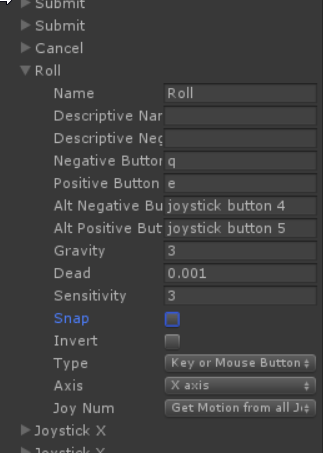 Submit
Submit
Cancel
Roll
Name Roll
Descriptive Nar
Descriptive Neg
Negative Button q
Positive Button e
Alt Negative Bu joystick button 4
Alt Positive But joystick button 5
Gravity 3
Dead 0.001
Sensitivity 3
Snap
Invert
Type Key or Mouse Button
Axis X axis
Joy Num Get Motion from all J
Joystick X
Joystick X